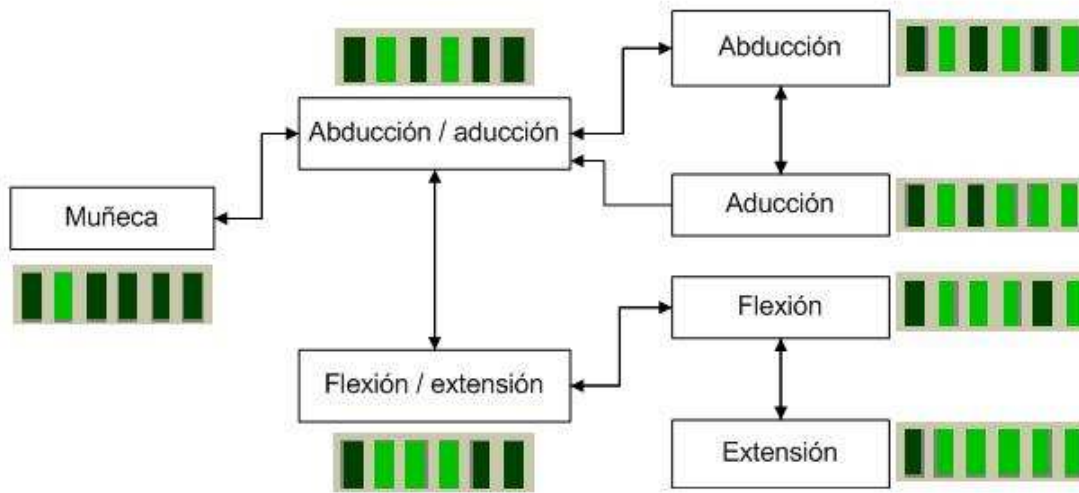 Abducción
Abducción / aducción
Muñeca
Aducción
Flexión
Flexión / extensión
Extensión